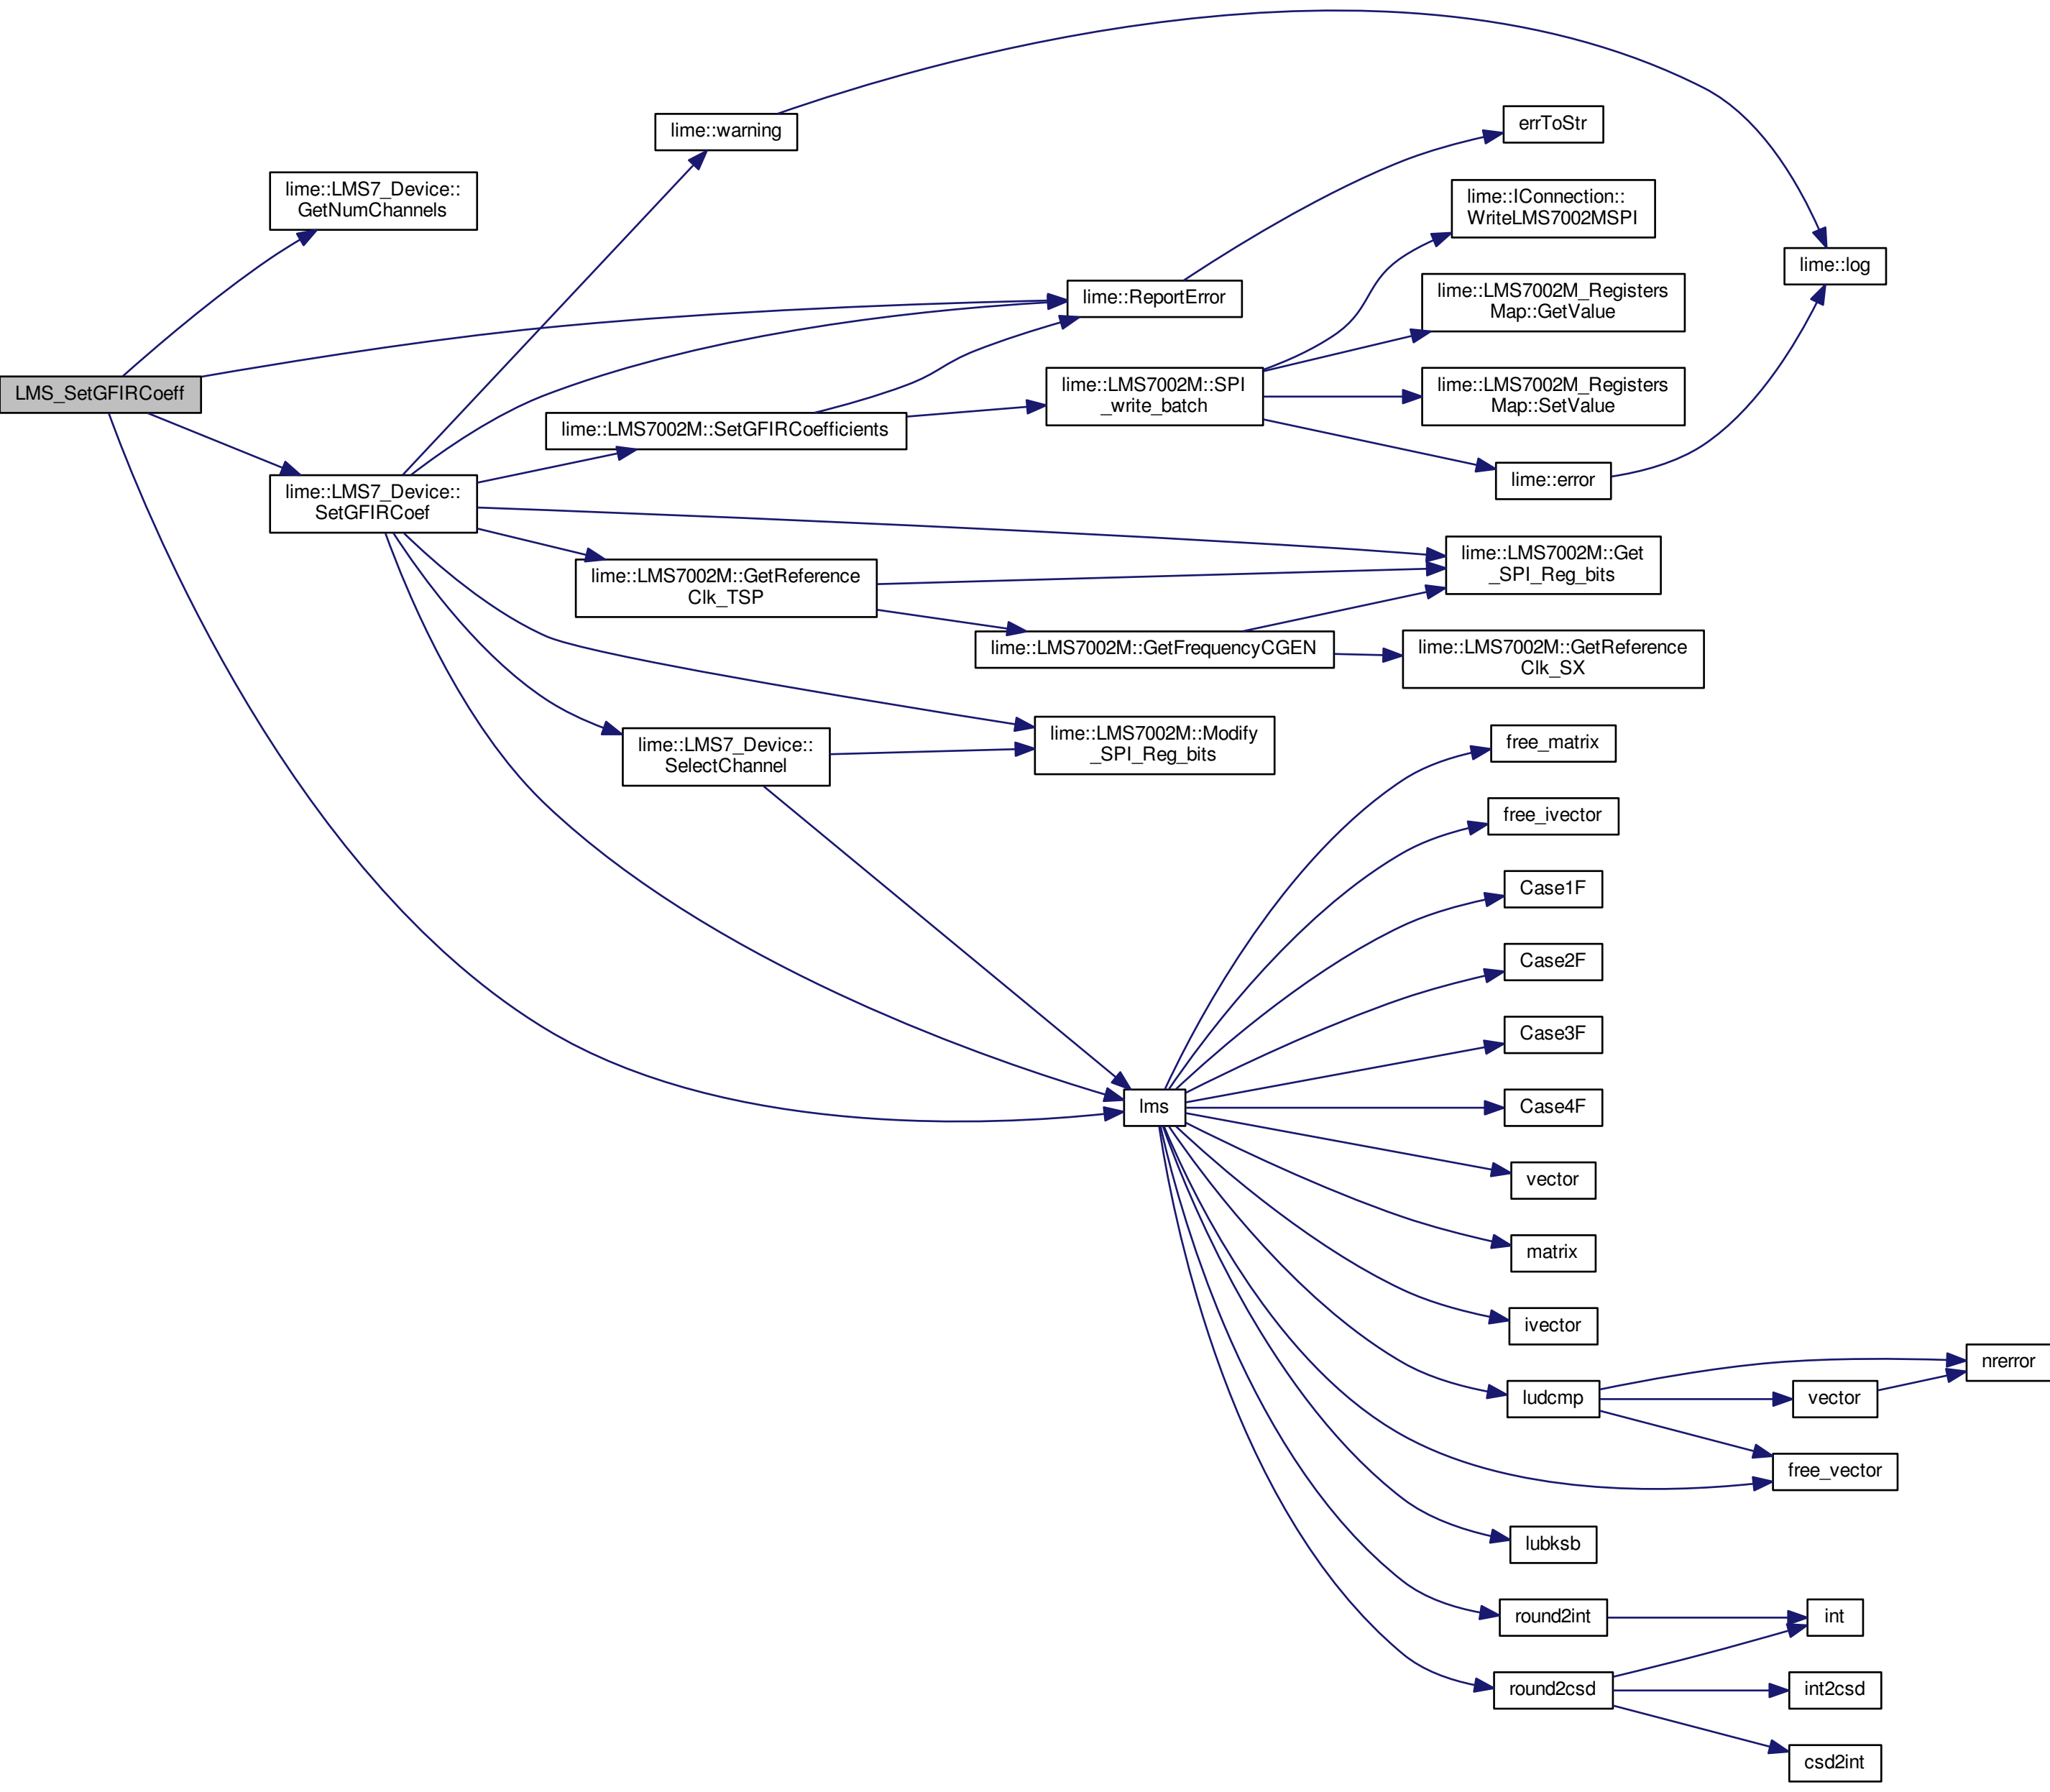 LMS_SetGFIRCoeff
lime::LMS7_Device::
GetNumChannels
lime::LMS7_Device::
SetGFIRCoef
lime::warning
lime::ReportError
lime::LMS7002M::SetGFIRCoefficients
lime::LMS7002M::SPI
_write_batch
errToStr
lime::IConnection::
WriteLMS7002MSPI
lime::LMS7002M_Registers
Map::GetValue
lime::LMS7002M_Registers
Map::SetValue
lime::error
lime::log
lime::LMS7002M::GetReference
Clk_TSP
lime::LMS7002M::Get
_SPI_Reg_bits
lime::LMS7002M::GetFrequencyCGEN
lime::LMS7002M::GetReference
Clk_SX
lime::LMS7_Device::
SelectChannel
lime::LMS7002M::Modify
_SPI_Reg_bits
lms
free_matrix
free_ivector
Case1F
Case2F
Case3F
Case4F
vector
matrix
ivector
ludcmp
nrerror
vector
free_vector
lubksb
round2int
int
round2csd
int2csd
csd2int